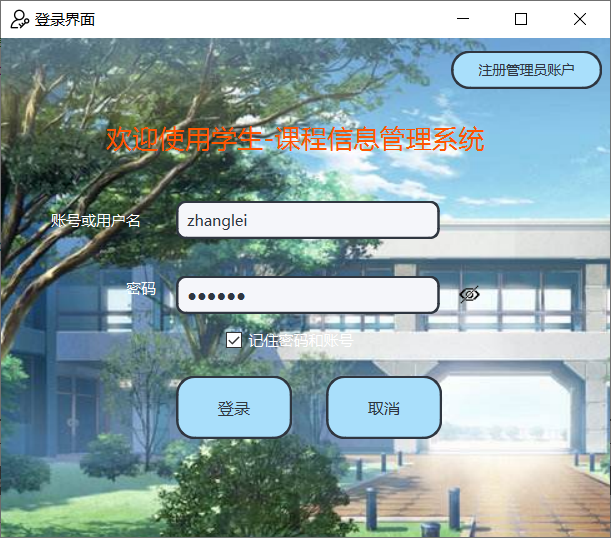 登录界面
注册管理员账户
欢迎使用学生-课程信息管理系统
账号或用户名
zhanglei
密码
●●●●●●
记住密码和账号
登录
取消